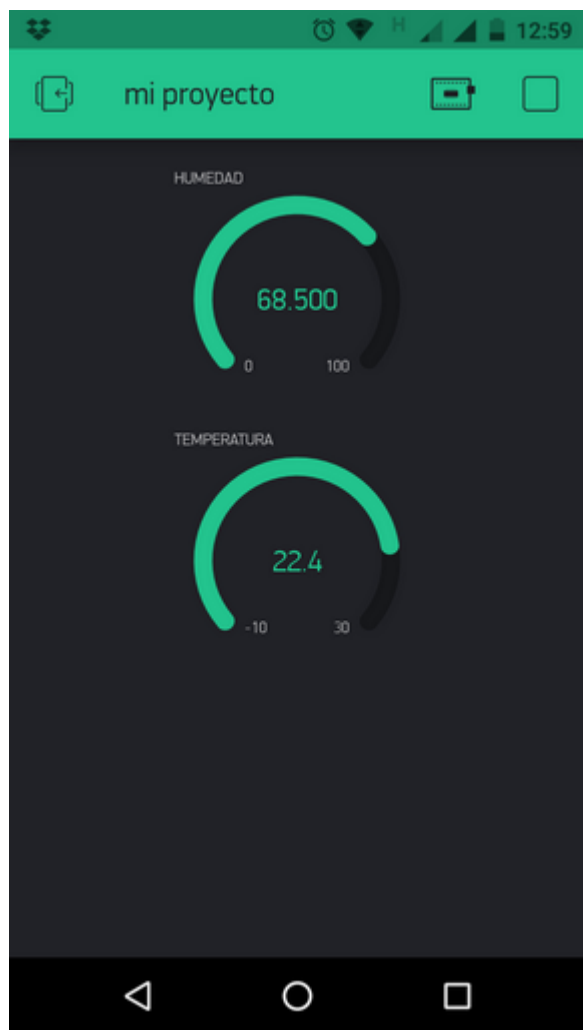 H 12:59
mi proyecto
HUMEDAD
68.500
0 100
TEMPERATURA
22.4
-10 30